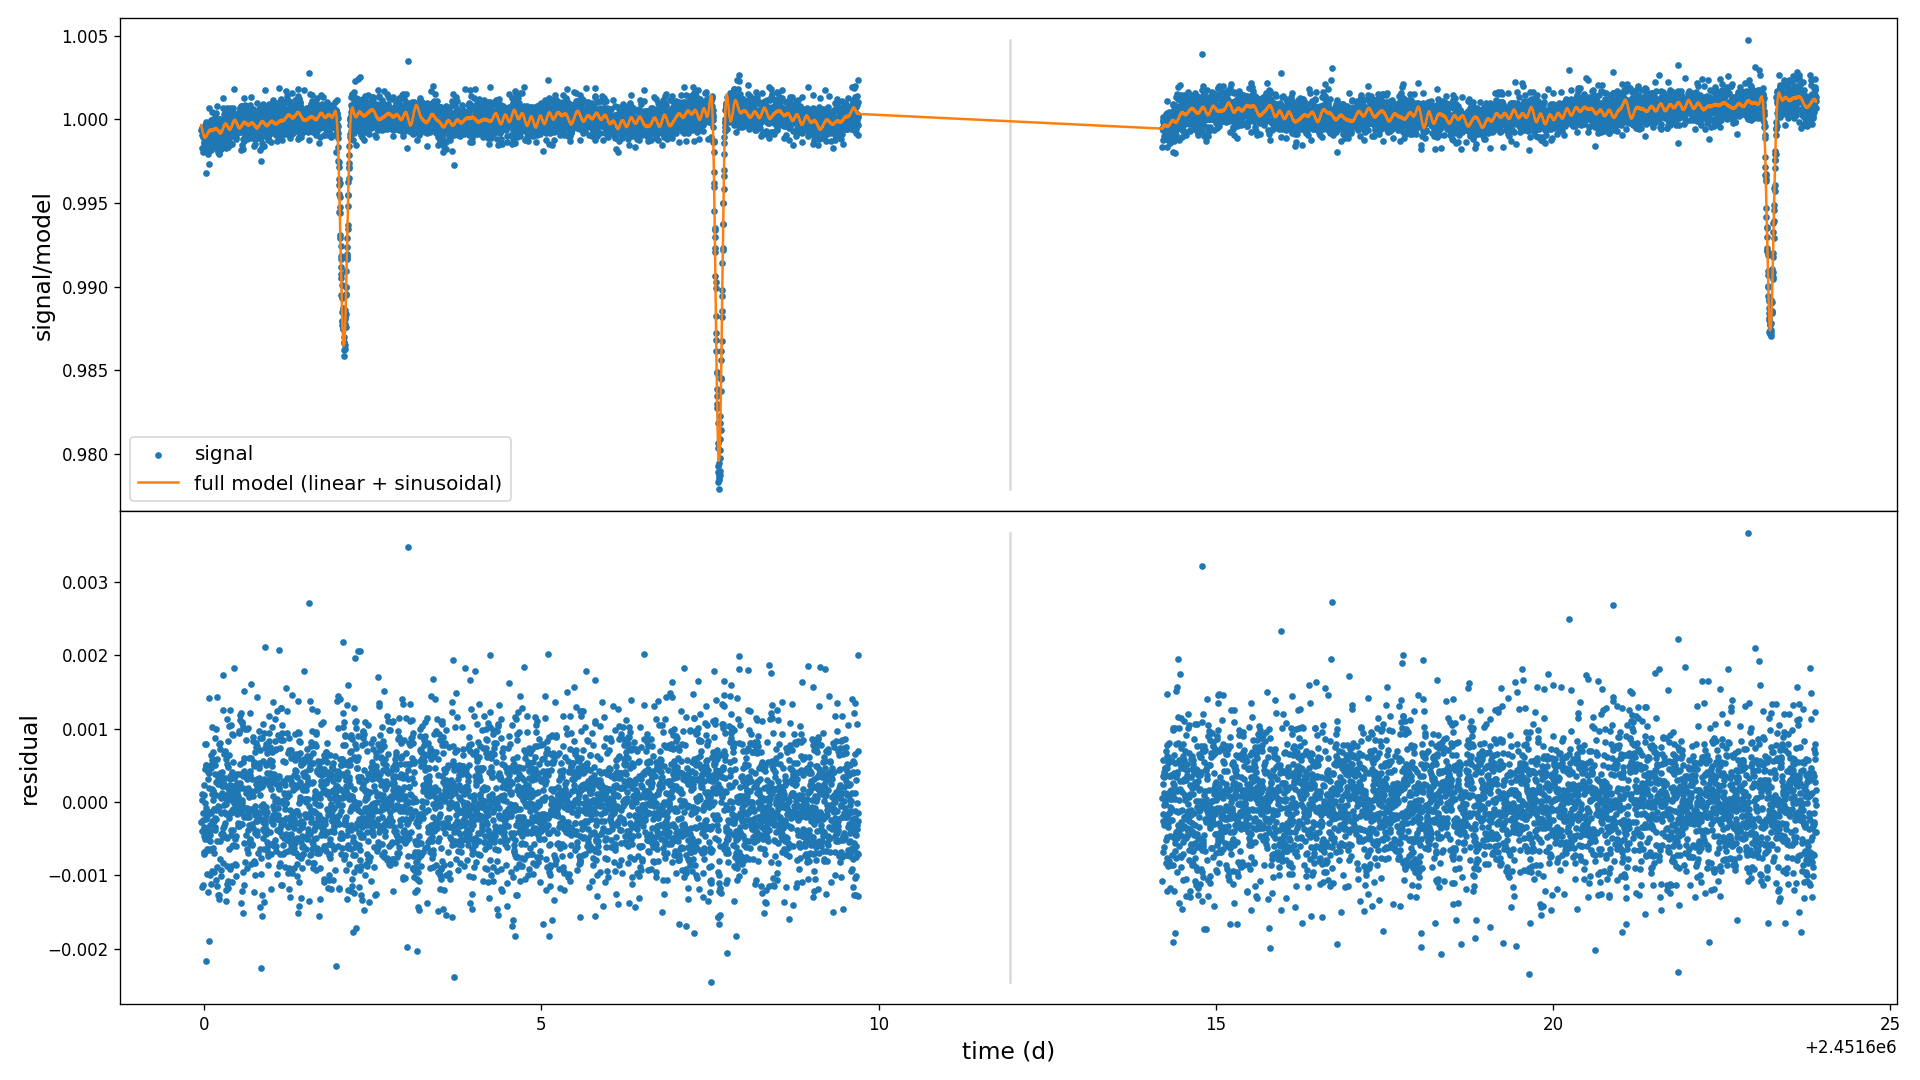 1.005
1.000
0.995
0.990
0.985
0.980
signal/model
signal
full model (linear + sinusoidal)
0.003
0.002
0.001
0.000
−0.001
−0.002
residual
0 5 10 15 20 25
time (d)
+2.4516e6